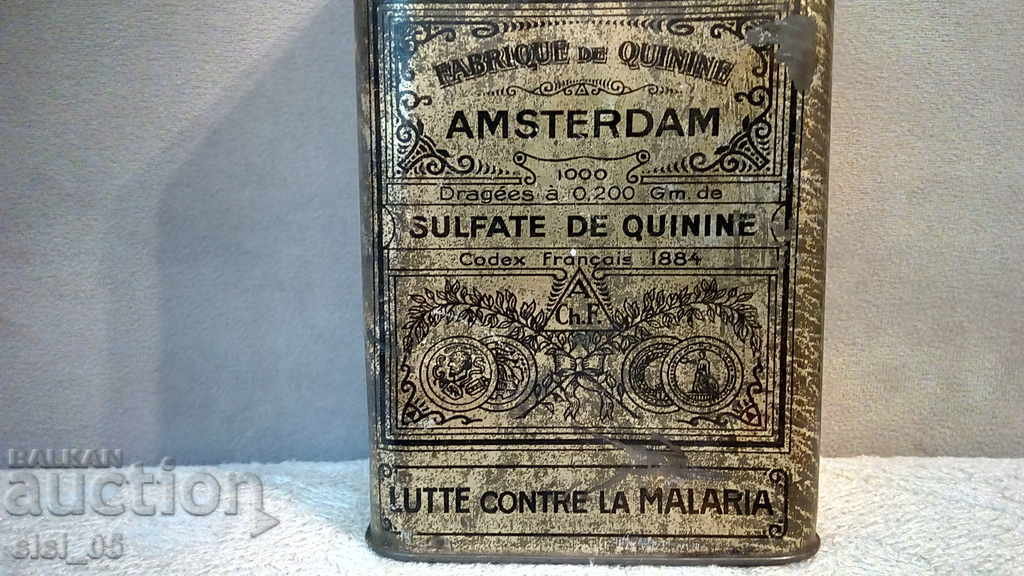 FABRIQUE DE QUININE
AMSTERDAM
1000
Dragées à 0,200 Gm. de
SULFATE DE QUININE
Codex Français 1884
A
Ch.F.
LUTTE CONTRE LA MALARIA
BALKAN
auction
sisi_05